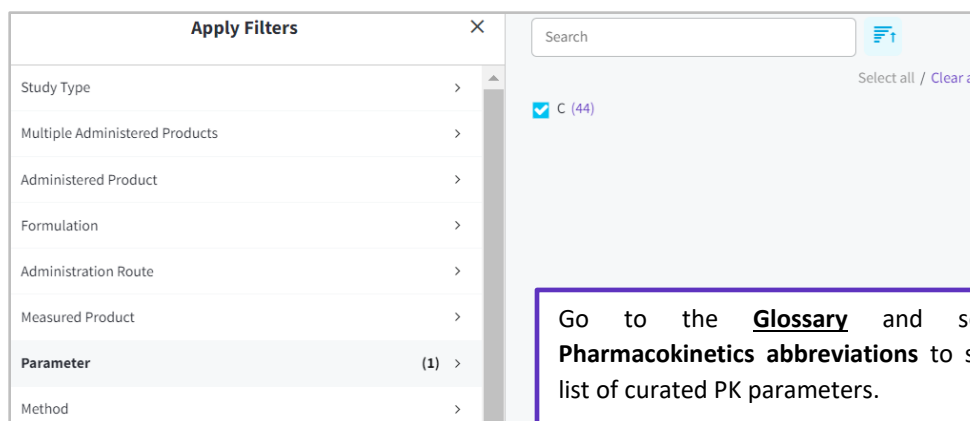 Apply Filters
Study Type
Multiple Administered Products
Administered Product
Formulation
Administration Route
Measured Product
Parameter (1)
Method
Search
Select all / Clear
C (44)
Go to the Glossary and
Pharmacokinetics abbreviations to
list of curated PK parameters.